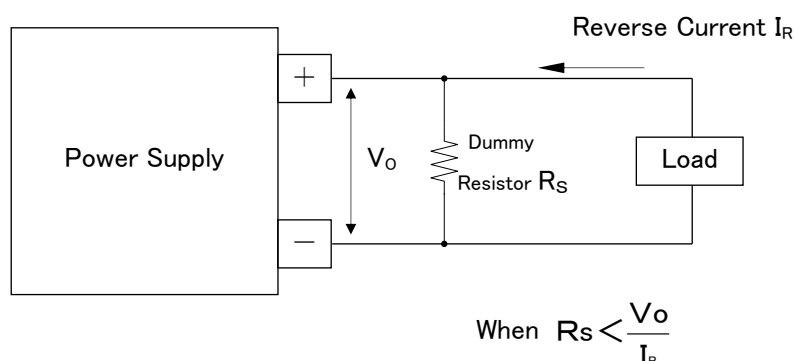 Reverse Current IR
+
Power Supply
VO
Dummy
Resistor RS
Load
−
When Rs < Vo
IR